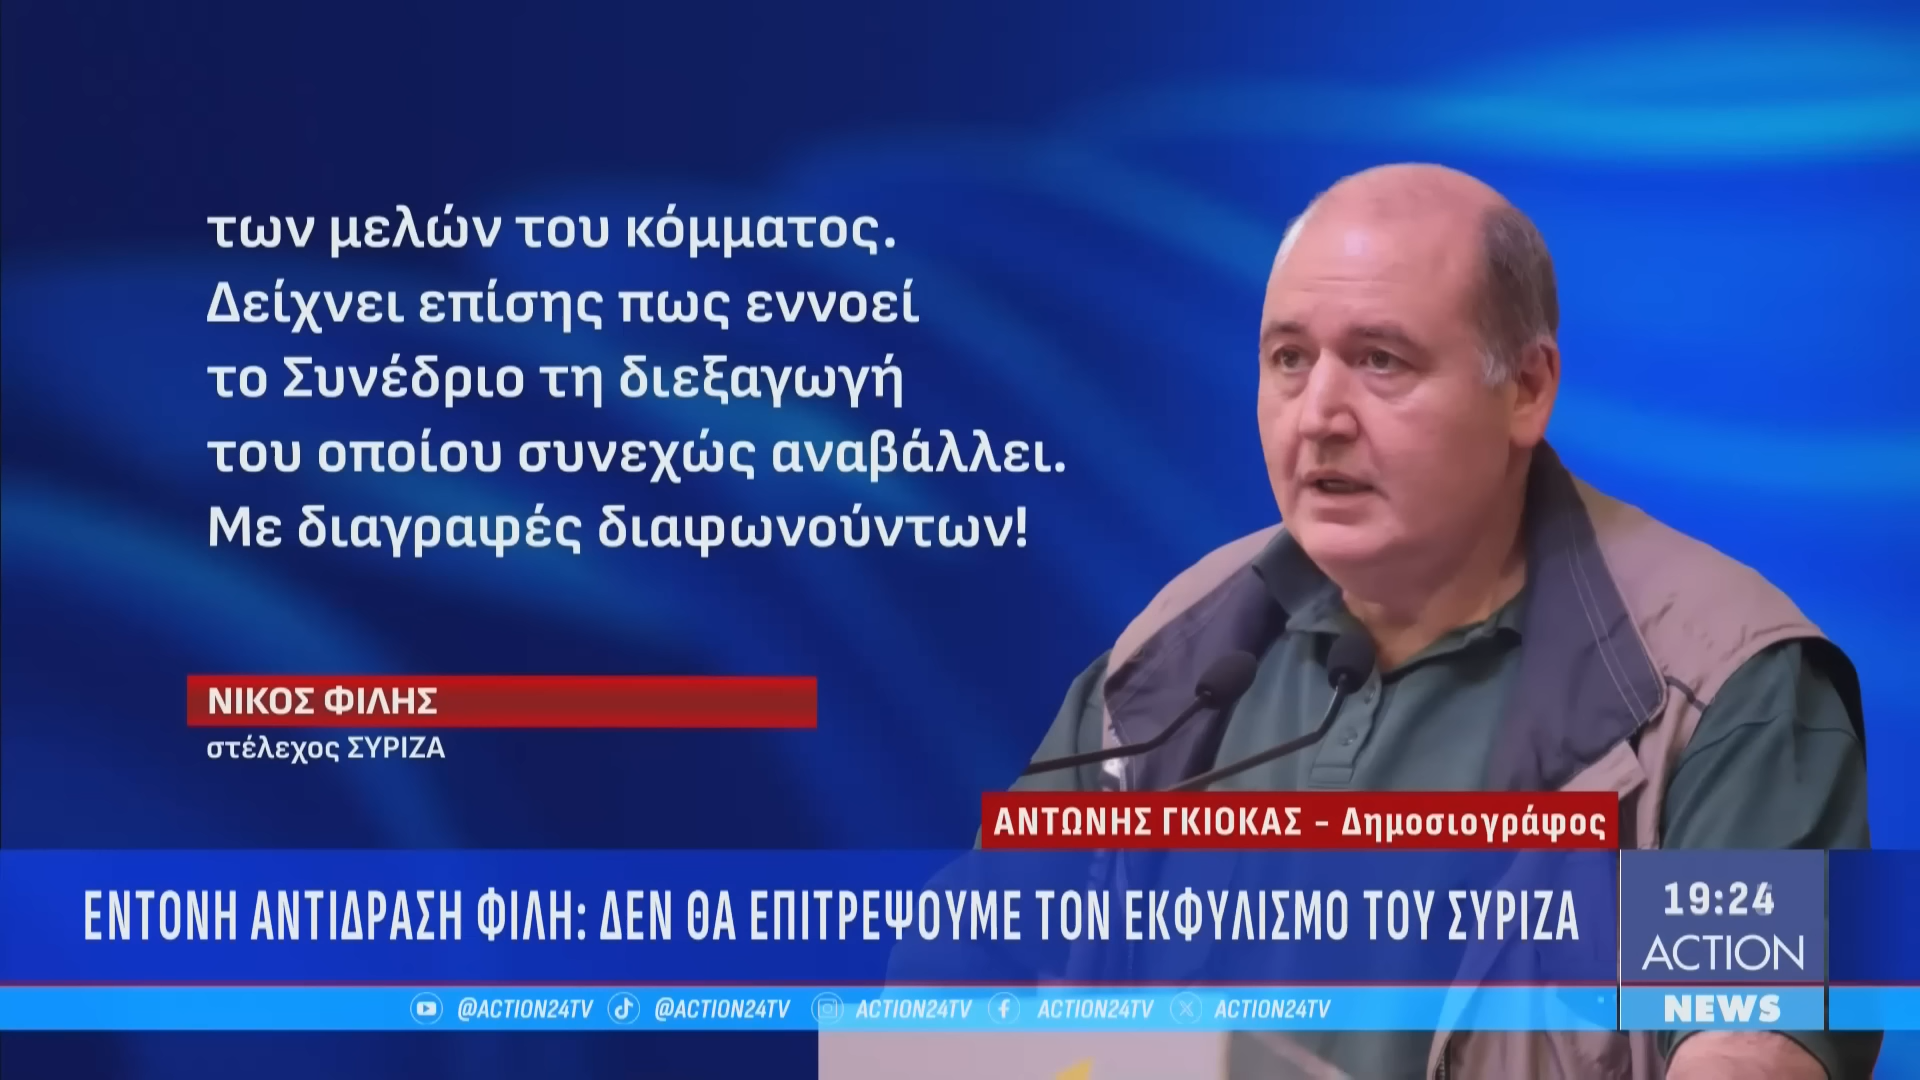 των μελών του κόμματος.
Δείχνει επίσης πως εννοεί
το Συνέδριο τη διεξαγωγή
του οποίου συνεχώς αναβάλλει.
Με διαγραφές διαφωνούντων!
ΝΙΚΟΣ ΦΙΛΗΣ
στέλεχος ΣΥΡΙΖΑ
ΑΝΤΩΝΗΣ ΓΚΙΟΚΑΣ - Δημοσιογράφος
ΕΝΤΟΝΗ ΑΝΤΙΔΡΑΣΗ ΦΙΛΗ: ΔΕΝ ΘΑ ΕΠΙΤΡΕΨΟΥΜΕ ΤΟΝ ΕΚΦΥΛΙΣΜΟ ΤΟΥ ΣΥΡΙΖΑ
19:24
ACTION
NEWS
@ACTION24TV @ACTION24TV ACTION24TV ACTION24TV ACTION24TV